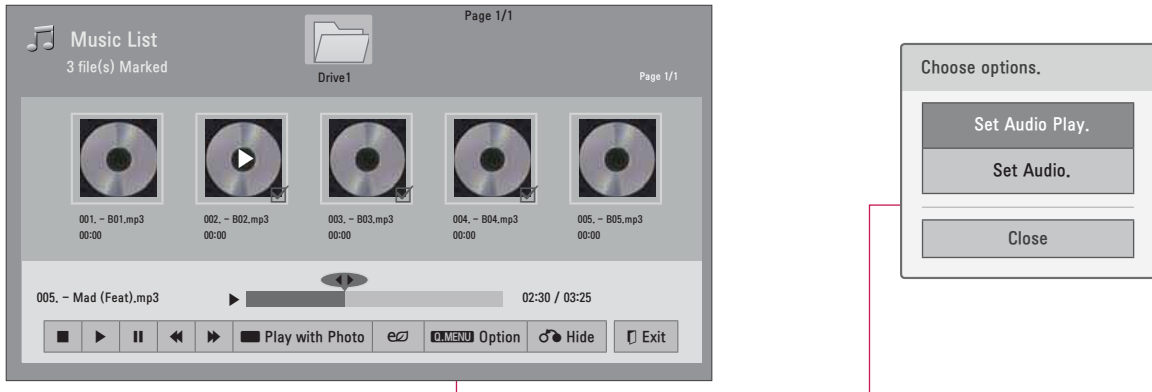 Page 1/1
Music List
3 file(s) Marked
Drive1
Page 1/1
001. - B01.mp3
00:00
002. - B02.mp3
00:00
003. - B03.mp3
00:00
004. - B04.mp3
00:00
005. - B05.mp3
00:00
005. - Mad (Feat).mp3
02:30 / 03:25
Play with Photo
Q.MENU Option
Hide
Exit
Choose options.
Set Audio Play.
Set Audio.
Close